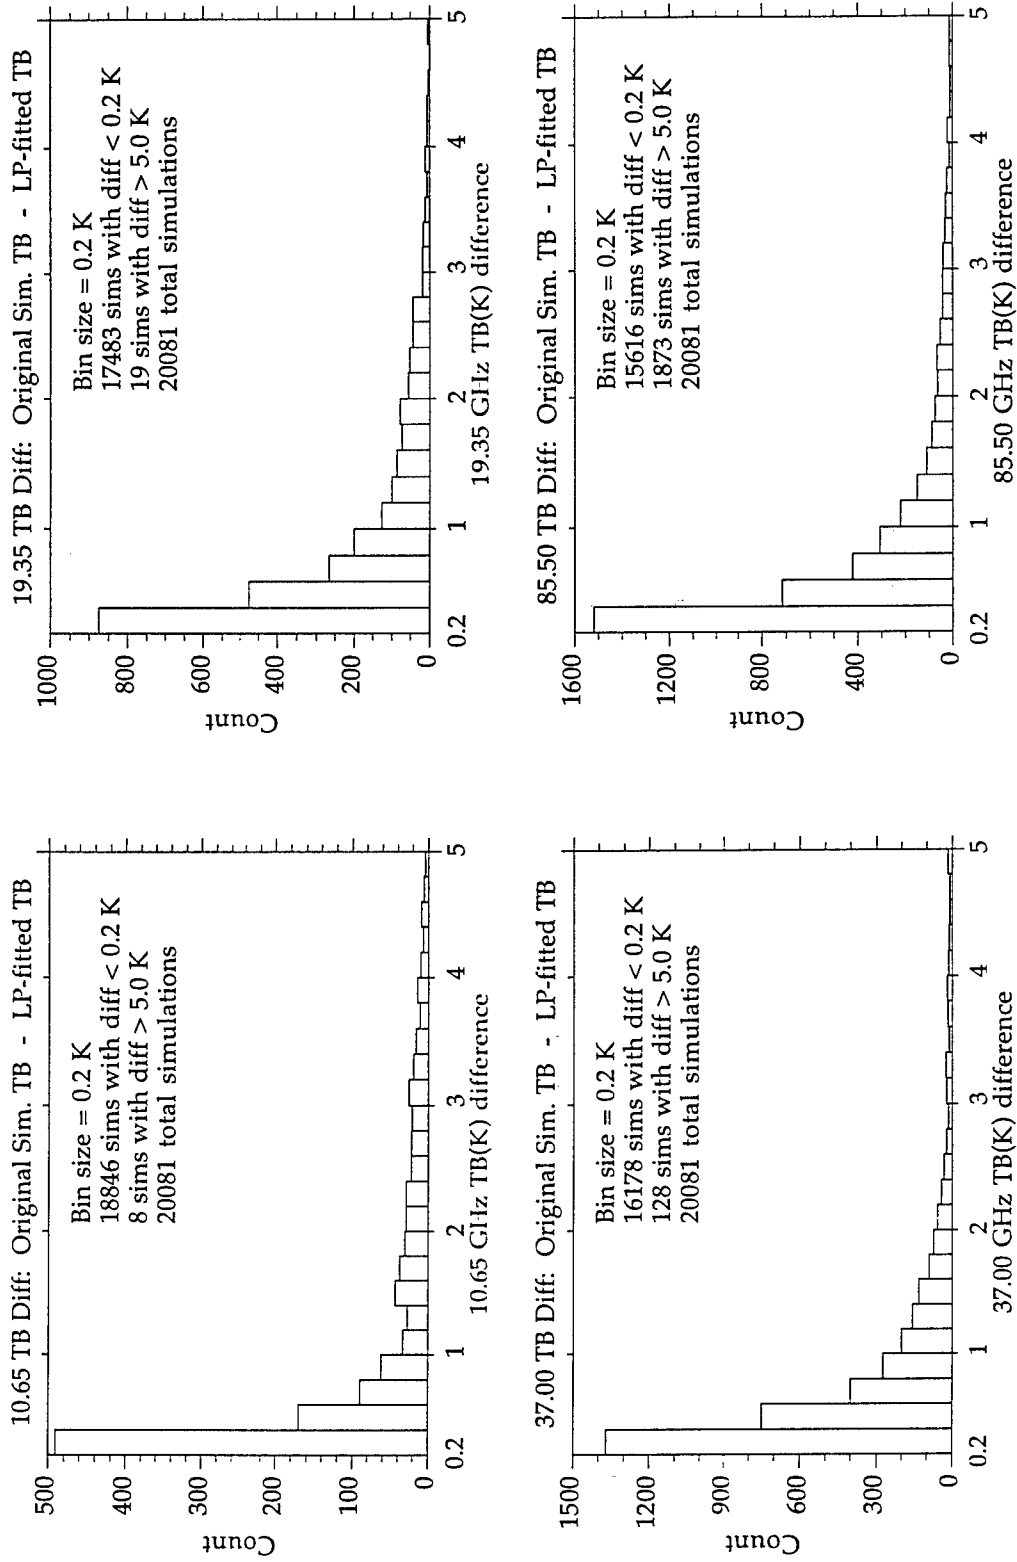 10.65 TB Diff: Original Sim. TB - LP-fitted TB
Bin size = 0.2 K
18846 sims with diff < 0.2 K
8 sims with diff > 5.0 K
20081 total simulations
Count
500
400
300
200
100
0
0.2
1
2
3
4
5
10.65 GHz TB(K) difference
19.35 TB Diff: Original Sim. TB - LP-fitted TB
Bin size = 0.2 K
17483 sims with diff < 0.2 K
19 sims with diff > 5.0 K
20081 total simulations
Count
1000
800
600
400
200
0
0.2
1
2
3
4
5
19.35 GHz TB(K) difference
37.00 TB Diff: Original Sim. TB - LP-fitted TB
Bin size = 0.2 K
16178 sims with diff < 0.2 K
128 sims with diff > 5.0 K
20081 total simulations
Count
1500
1200
900
600
300
0
0.2
1
2
3
4
5
37.00 GHz TB(K) difference
85.50 TB Diff: Original Sim. TB - LP-fitted TB
Bin size = 0.2 K
15616 sims with diff < 0.2 K
1873 sims with diff > 5.0 K
20081 total simulations
Count
1600
1200
800
400
0
0.2
1
2
3
4
5
85.50 GHz TB(K) difference